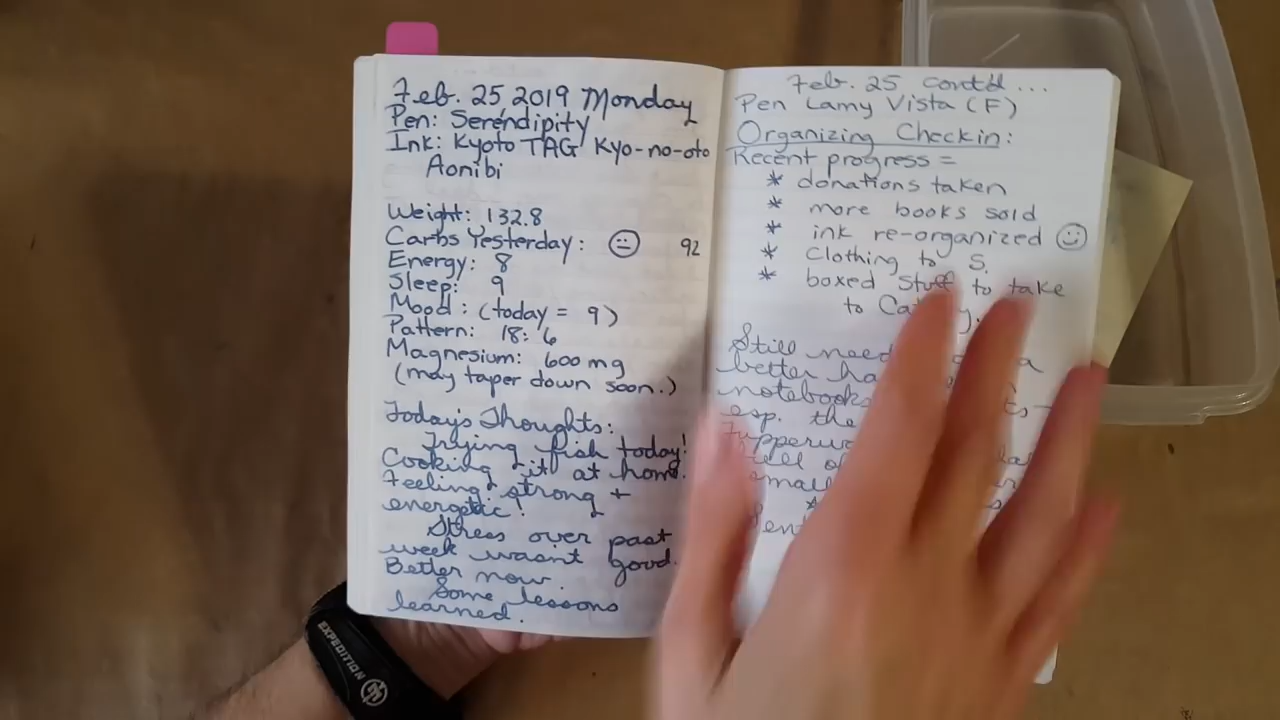 Feb. 25, 2019 Monday
Pen: Serendipity
Ink: Kyoto TAG Kyo-no-oto
Aonibi
Weight: 132.8
Carbs Yesterday: 92
Energy: 8
Sleep: 9
Mood: (today = 9)
Pattern: 18:6
Magnesium: 600 mg
(may taper down soon.)
Today's Thoughts:
Trying fish today!
Cooking it at home.
Feeling strong +
energetic!
Stress over past
week wasn't good.
Better now.
Some lessons
learned.
Feb. 25 cont'd ...
Pen Lamy Vista (F)
Organizing Checkin:
Recent progress =
* donations taken
* more books sold
* ink re-organized
* clothing to S.
* boxed stuff to take
to
Still need a
better
notebooks
esp. the
EXPEDITION